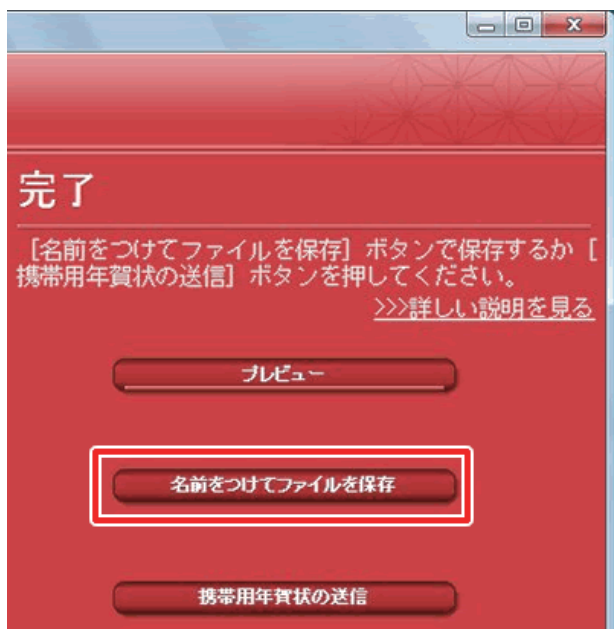 完了
［名前をつけてファイルを保存］ボタンで保存するか［
携帯用年賀状の送信］ボタンを押してください。
>>>詳しい説明を見る
プレビュー
名前をつけてファイルを保存
携帯用年賀状の送信